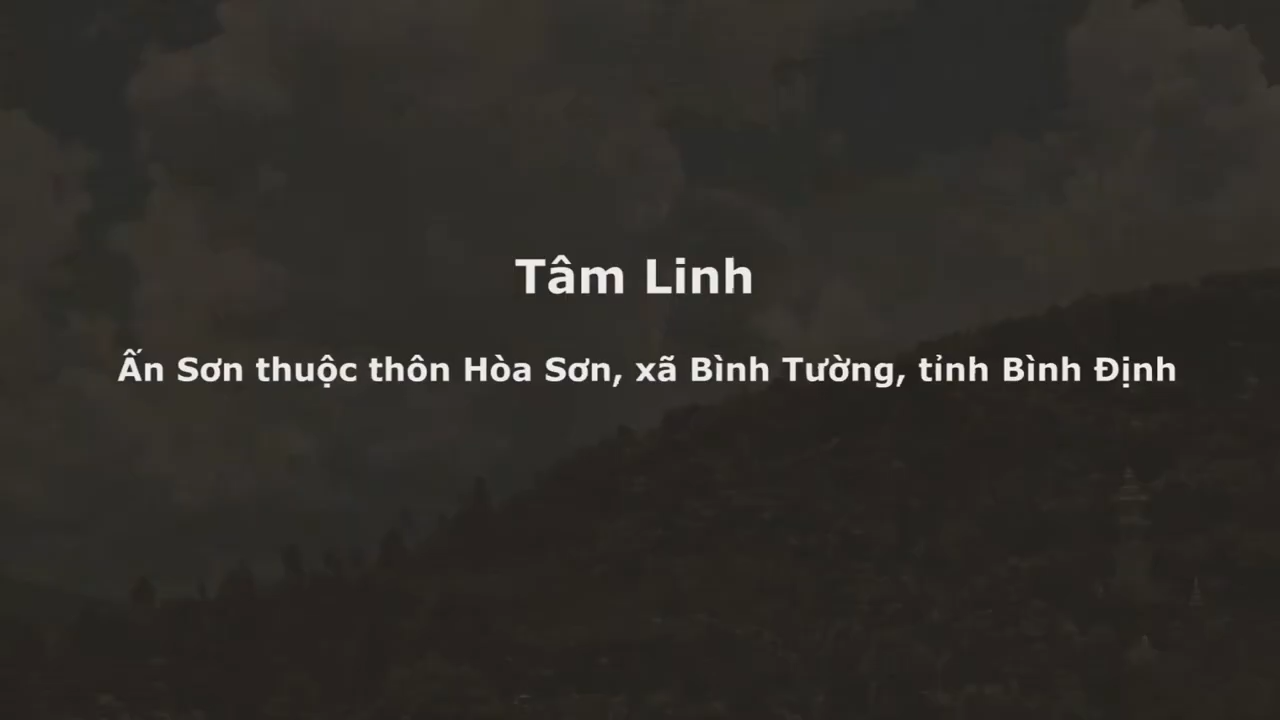 Tâm Linh
Ấn Sơn thuộc thôn Hòa Sơn, xã Bình Tường, tỉnh Bình Định